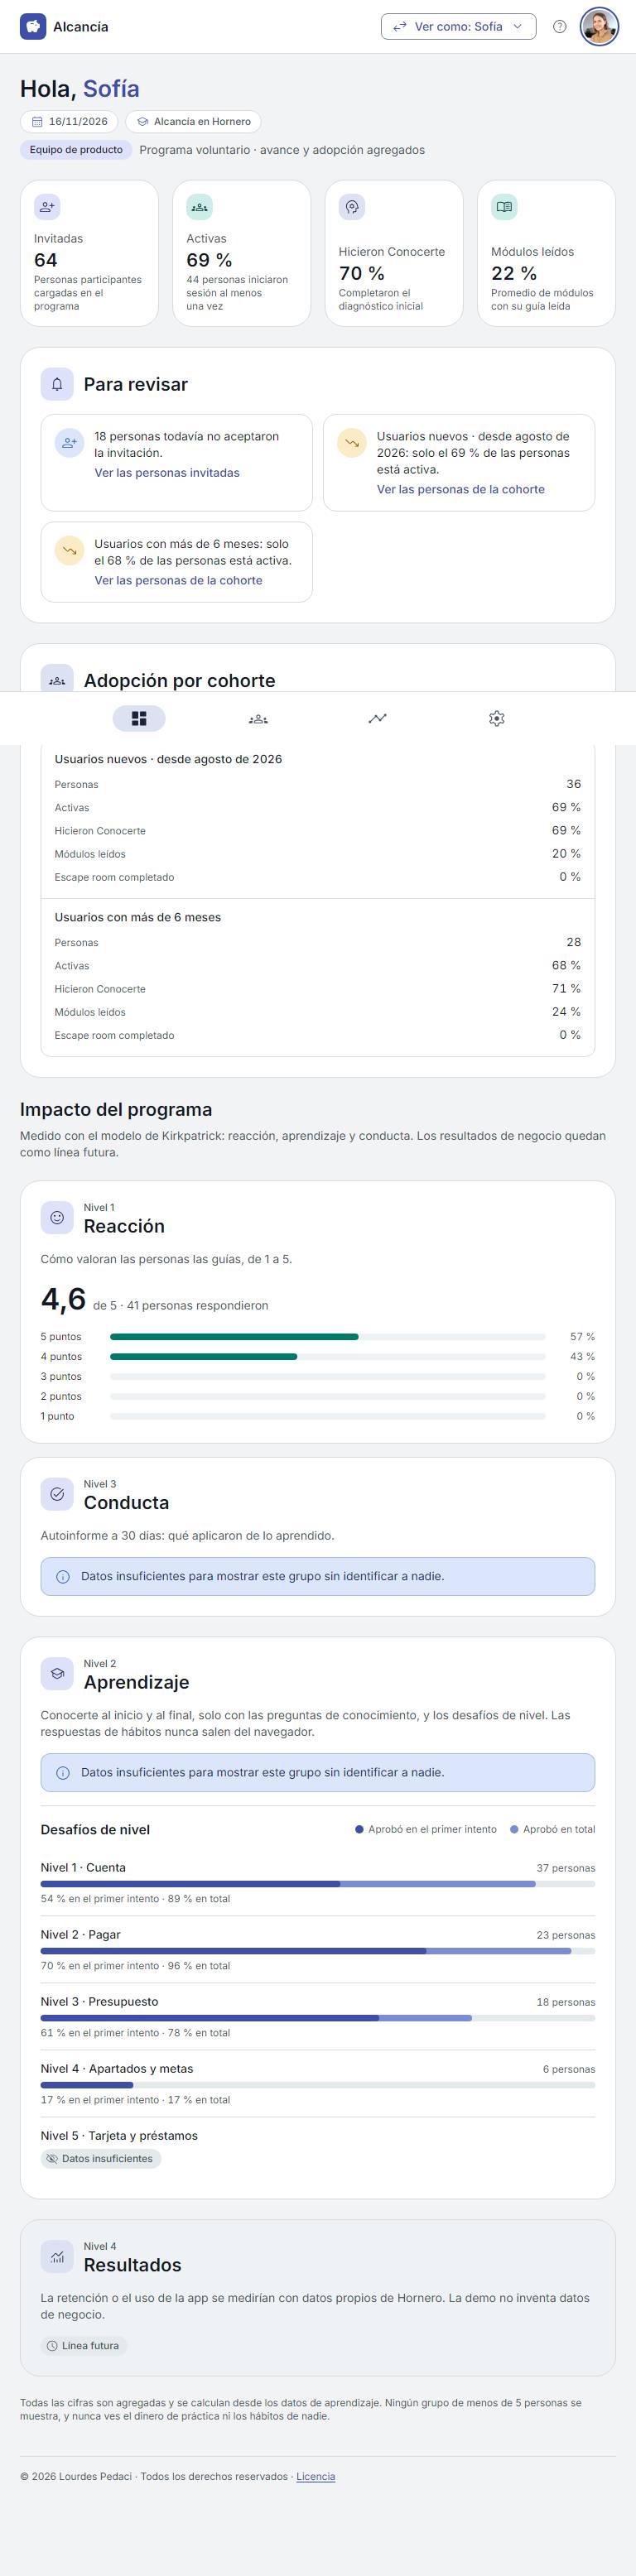 Alcancía
Ver como: Sofía
Hola, Sofía
16/11/2026
Alcancía en Hornero
Equipo de producto
Programa voluntario · avance y adopción agregados
Invitadas
64
Personas participantes
cargadas en el
programa
Activas
69 %
44 personas iniciaron
sesión al menos
una vez
Hicieron Conocerte
70 %
Completaron el
diagnóstico inicial
Módulos leídos
22 %
Promedio de módulos
con su guía leída
Para revisar
18 personas todavía no aceptaron
la invitación.
Ver las personas invitadas
Usuarios nuevos · desde agosto de
2026: solo el 69 % de las personas
está activa.
Ver las personas de la cohorte
Usuarios con más de 6 meses: solo
el 68 % de las personas está activa.
Ver las personas de la cohorte
Adopción por cohorte
Usuarios nuevos · desde agosto de 2026
Personas 36
Activas 69 %
Hicieron Conocerte 69 %
Módulos leídos 20 %
Escape room completado 0 %
Usuarios con más de 6 meses
Personas 28
Activas 68 %
Hicieron Conocerte 71 %
Módulos leídos 24 %
Escape room completado 0 %
Impacto del programa
Medido con el modelo de Kirkpatrick: reacción, aprendizaje y conducta. Los resultados de negocio quedan
como línea futura.
Nivel 1
Reacción
Cómo valoran las personas las guías, de 1 a 5.
4,6 de 5 · 41 personas respondieron
5 puntos 57 %
4 puntos 43 %
3 puntos 0 %
2 puntos 0 %
1 punto 0 %
Nivel 3
Conducta
Autoinforme a 30 días: qué aplicaron de lo aprendido.
Datos insuficientes para mostrar este grupo sin identificar a nadie.
Nivel 2
Aprendizaje
Conocerte al inicio y al final, solo con las preguntas de conocimiento, y los desafíos de nivel. Las
respuestas de hábitos nunca salen del navegador.
Datos insuficientes para mostrar este grupo sin identificar a nadie.
Desafíos de nivel
Aprobó en el primer intento
Aprobó en total
Nivel 1 · Cuenta 37 personas
54 % en el primer intento · 89 % en total
Nivel 2 · Pagar 23 personas
70 % en el primer intento · 96 % en total
Nivel 3 · Presupuesto 18 personas
61 % en el primer intento · 78 % en total
Nivel 4 · Apartados y metas 6 personas
17 % en el primer intento · 17 % en total
Nivel 5 · Tarjeta y préstamos
Datos insuficientes
Nivel 4
Resultados
La retención o el uso de la app se medirían con datos propios de Hornero. La demo no inventa datos
de negocio.
Línea futura
Todas las cifras son agregadas y se calculan desde los datos de aprendizaje. Ningún grupo de menos de 5 personas se
muestra, y nunca ves el dinero de práctica ni los hábitos de nadie.
© 2026 Lourdes Pedaci · Todos los derechos reservados · Licencia